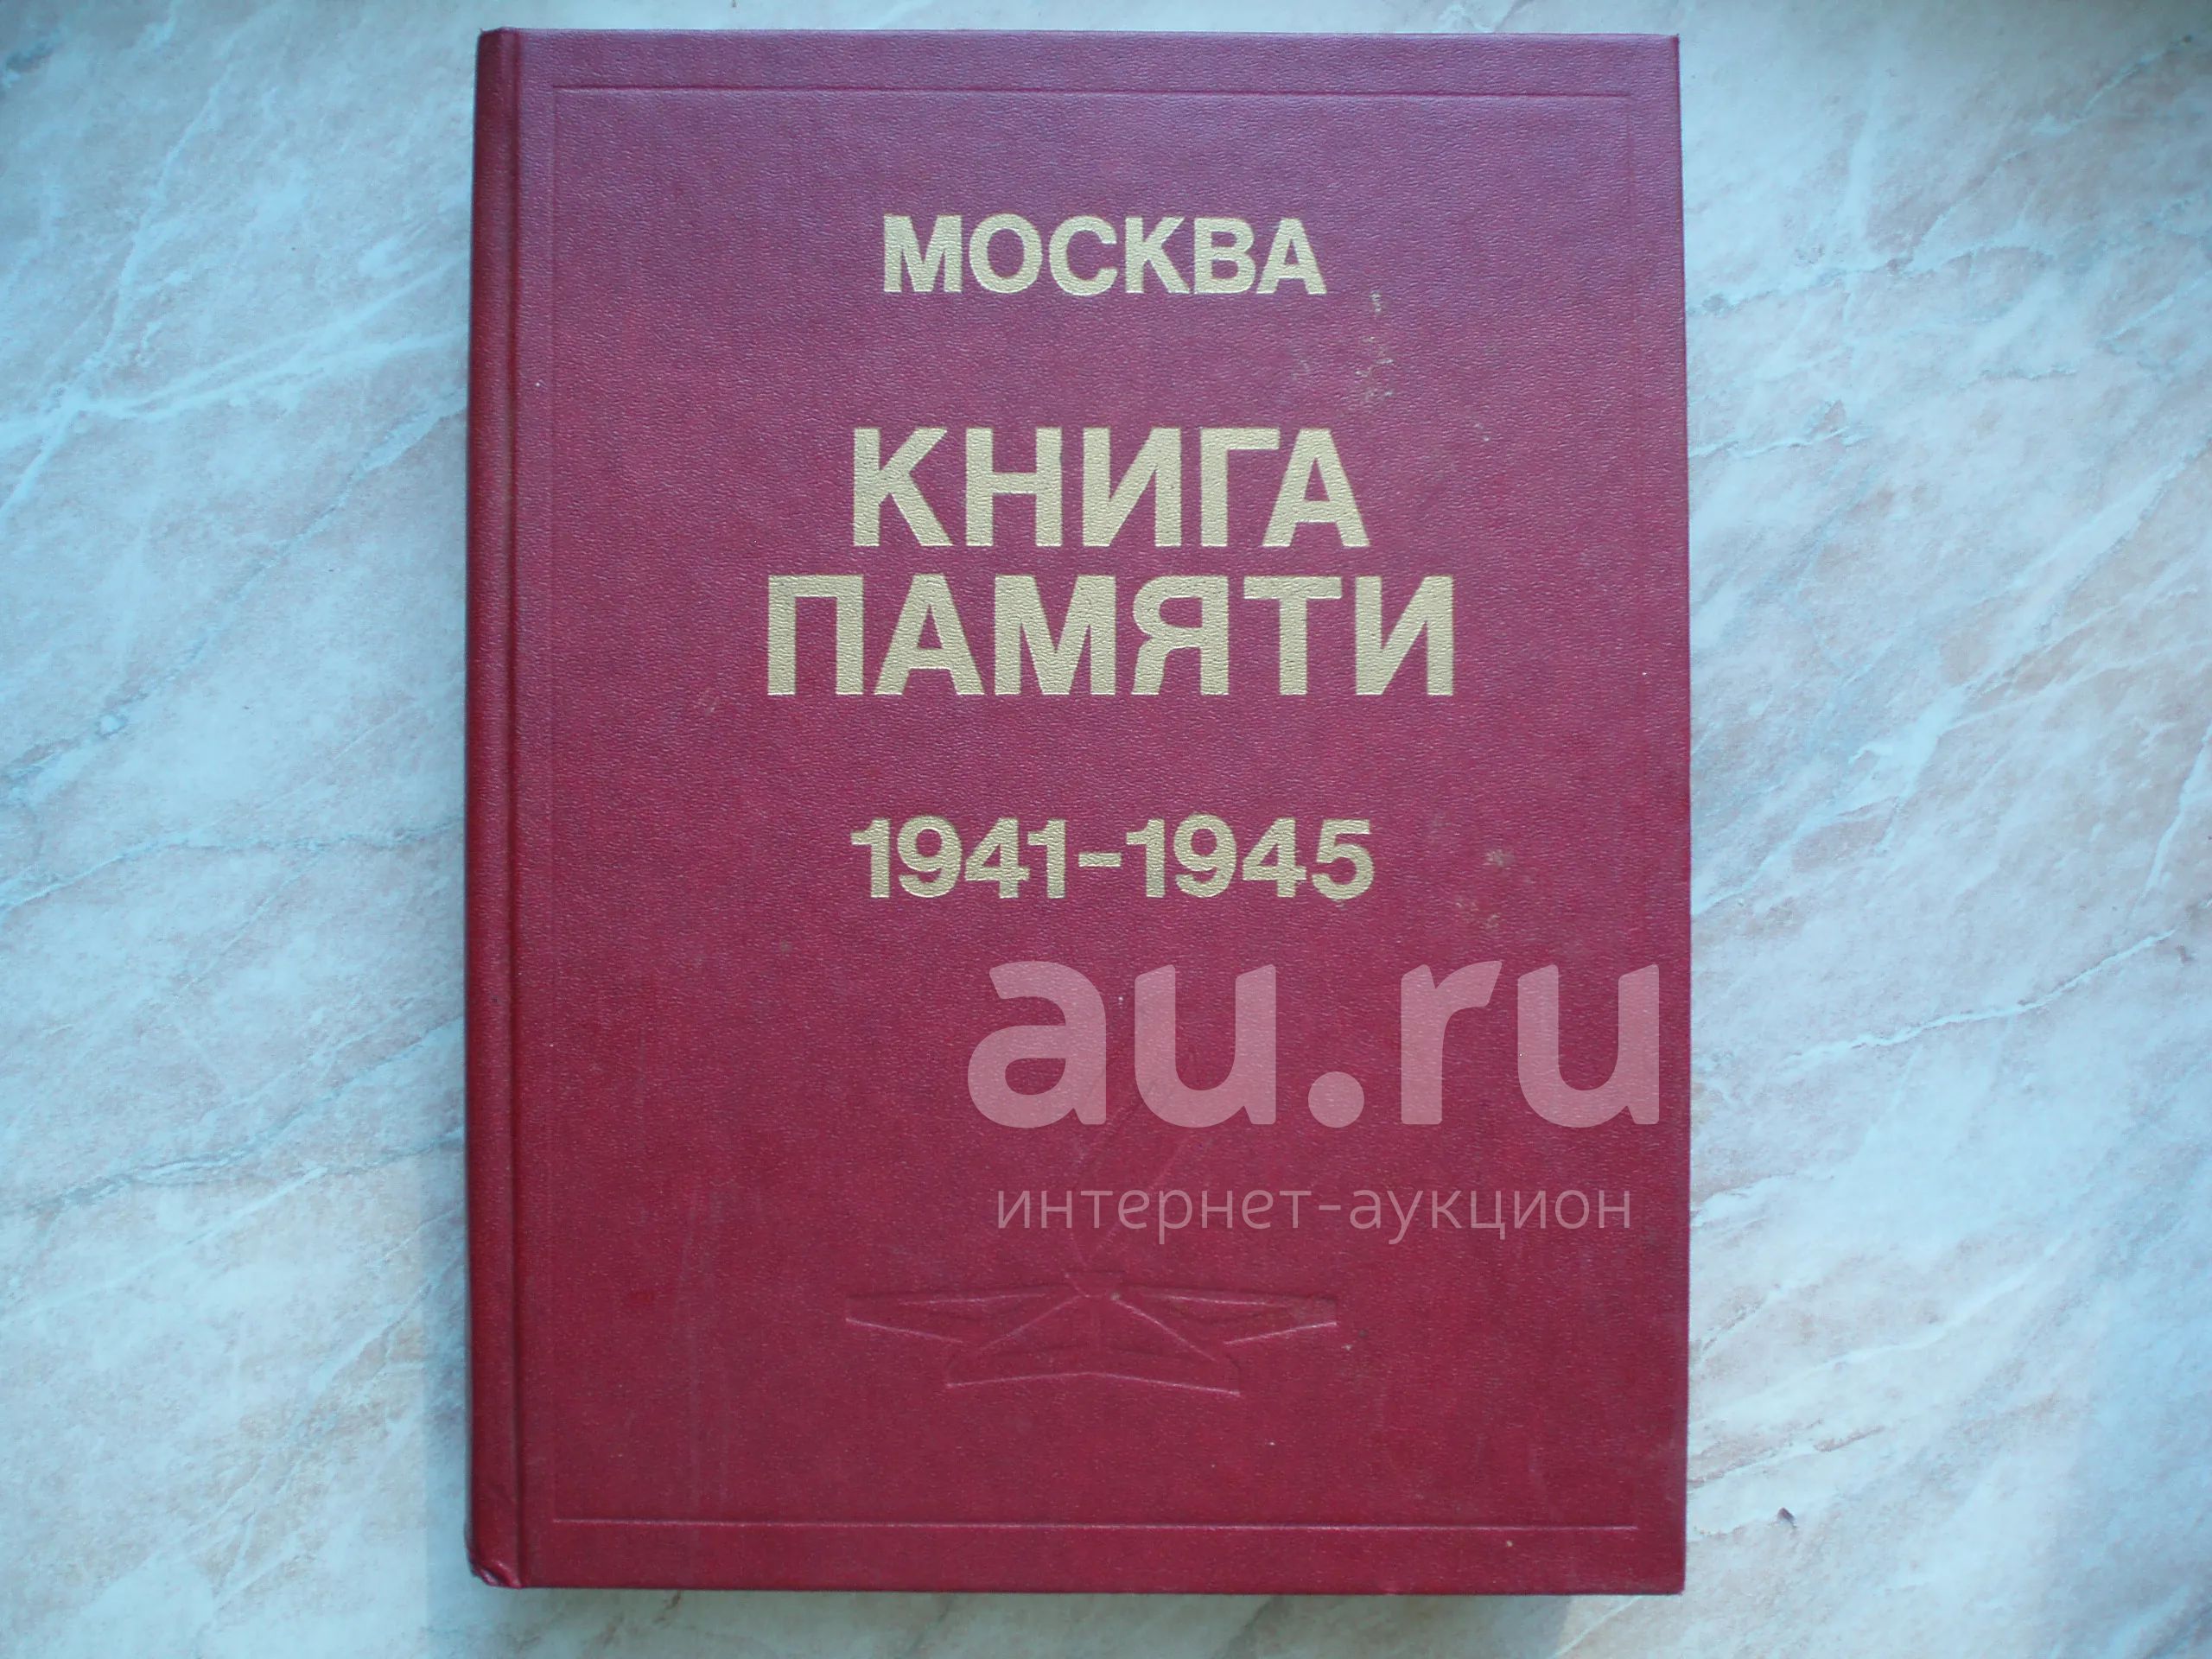 МОСКВА
КНИГА
ПАМЯТИ
1941-1945
au.ru
интернет-аукцион